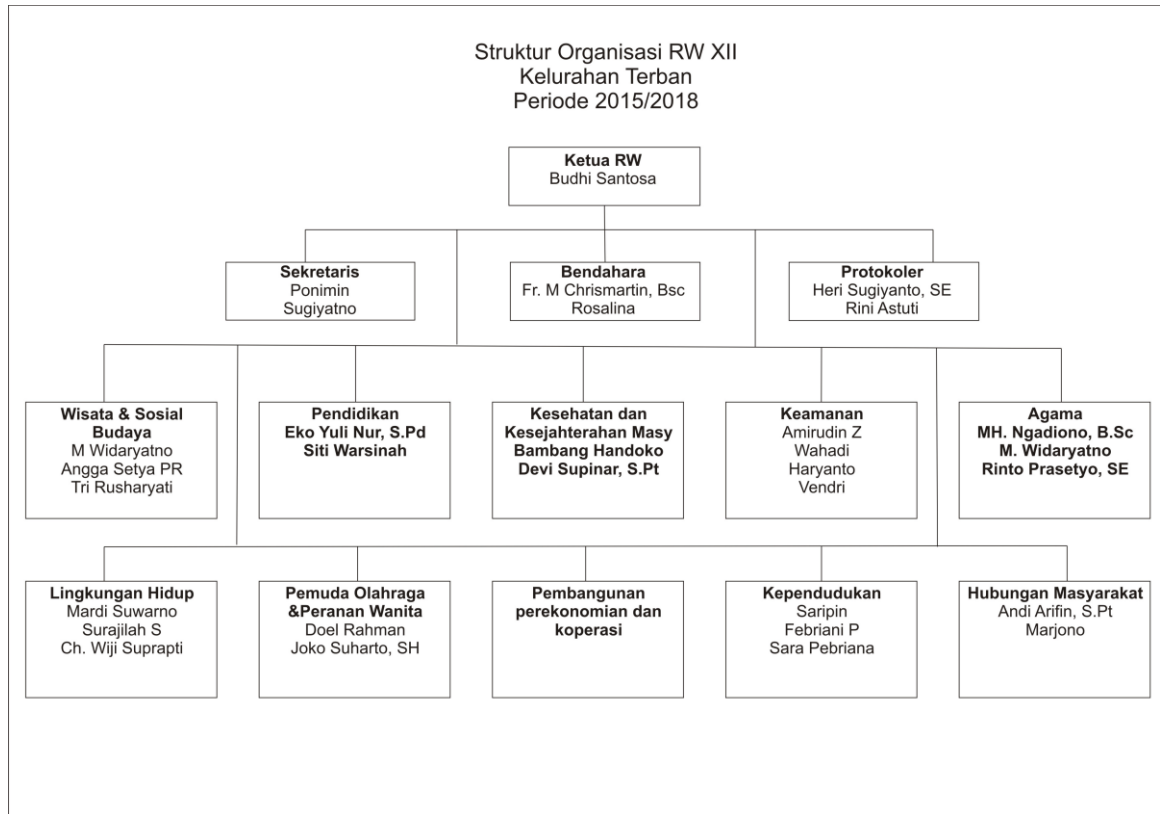 Struktur Organisasi RW XII
Kelurahan Terban
Periode 2015/2018
Ketua RW
Budhi Santosa
Sekretaris
Ponimin
Sugiyatno
Bendahara
Fr. M Chrismartin, Bsc
Rosalina
Protokoler
Heri Sugiyanto, SE
Rini Astuti
Wisata & Sosial
Budaya
M Widaryatno
Angga Setya PR
Tri Rusharyati
Pendidikan
Eko Yuli Nur, S.Pd
Siti Warsinah
Kesehatan dan
Kesejahterahan Masy
Bambang Handoko
Devi Supinar, S.Pt
Keamanan
Amirudin Z
Wahadi
Haryanto
Vendri
Agama
MH. Ngadiono, B.Sc
M. Widaryatno
Rinto Prasetyo, SE
Lingkungan Hidup
Mardi Suwarno
Surajilah S
Ch. Wiji Suprapti
Pemuda Olahraga
&Peranan Wanita
Doel Rahman
Joko Suharto, SH
Pembangunan
perekonomian dan
koperasi
Kependudukan
Saripin
Febriani P
Sara Pebriana
Hubungan Masyarakat
Andi Arifin, S.Pt
Marjono